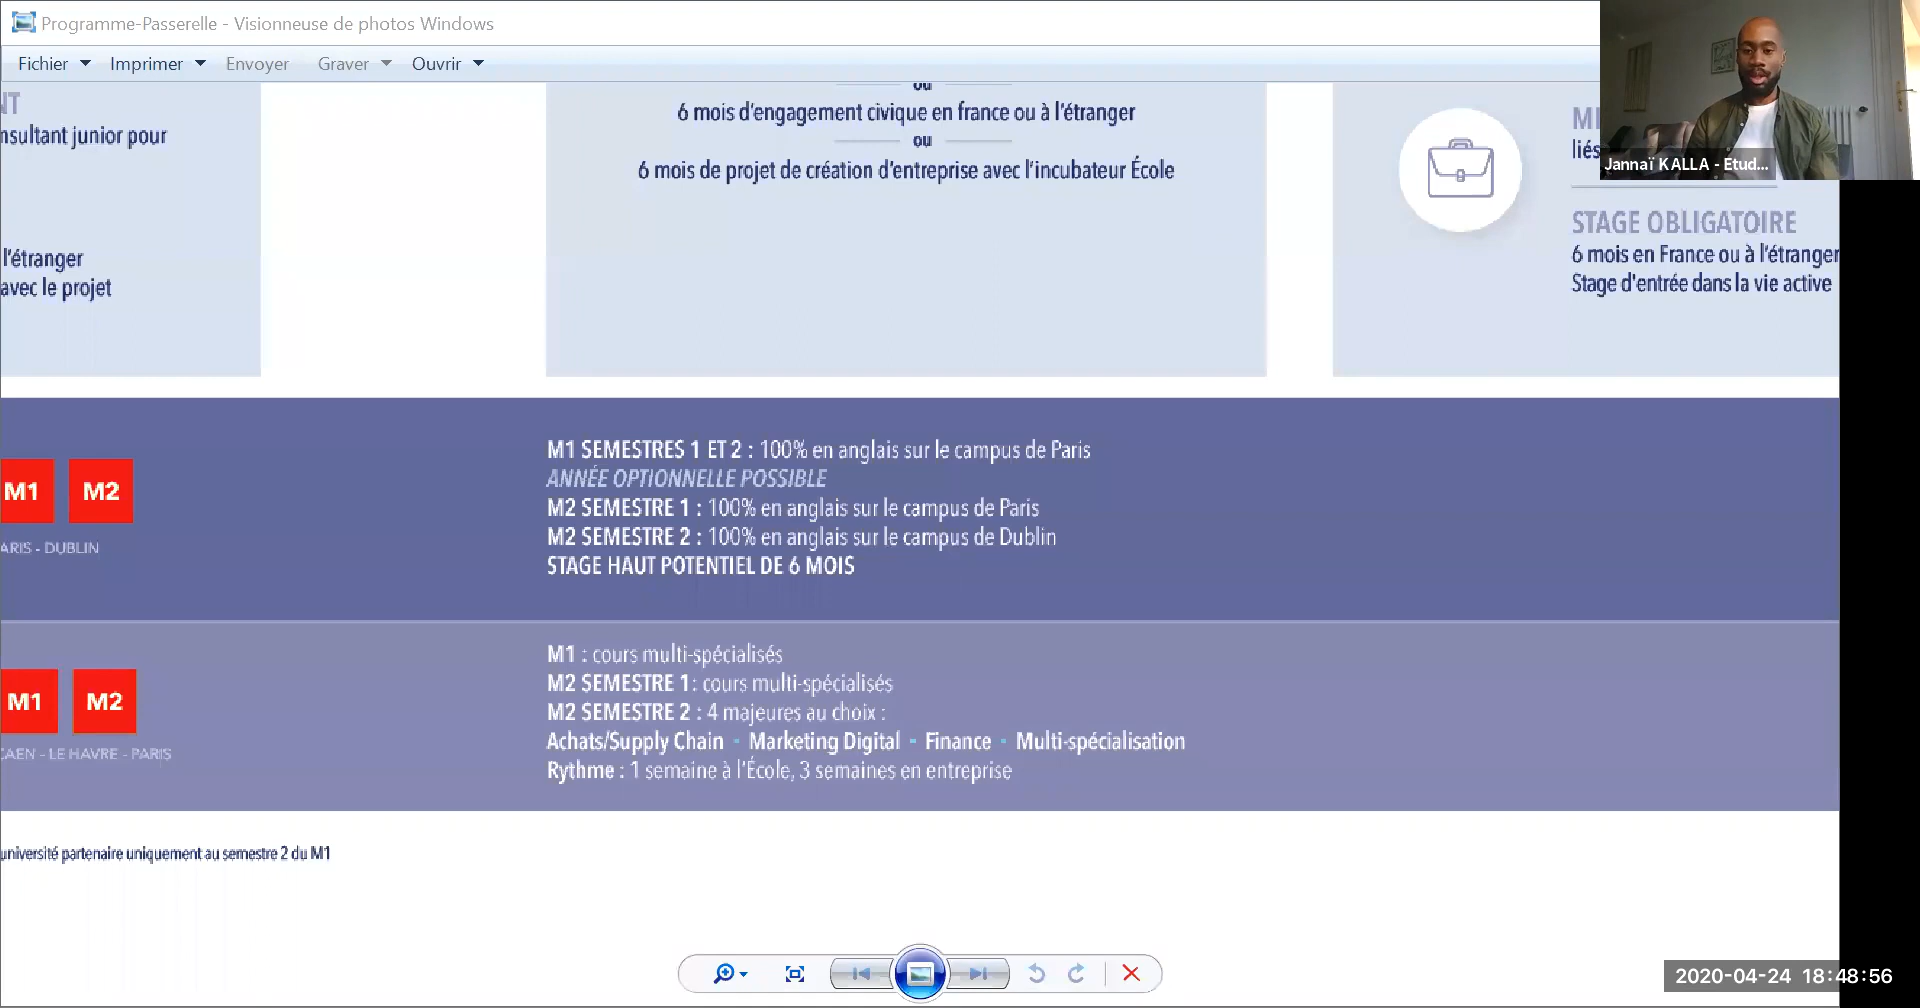 Programme-Passerelle - Visionneuse de photos Windows
Fichier Imprimer Envoyer Graver Ouvrir
NT
nsultant junior pour
l'étranger
avec le projet
ou
6 mois d'engagement civique en france ou à l'étranger
ou
6 mois de projet de création d'entreprise avec l'incubateur École
liés
Jannaï KALLA - Etud...
STAGE OBLIGATOIRE
6 mois en France ou à l'étranger
Stage d'entrée dans la vie active
M1 M2
ARIS - DUBLIN
M1 SEMESTRES 1 ET 2 : 100% en anglais sur le campus de Paris
ANNÉE OPTIONNELLE POSSIBLE
M2 SEMESTRE 1 : 100% en anglais sur le campus de Paris
M2 SEMESTRE 2 : 100% en anglais sur le campus de Dublin
STAGE HAUT POTENTIEL DE 6 MOIS
M1 M2
CAEN - LE HAVRE - PARIS
M1 : cours multi-spécialisés
M2 SEMESTRE 1 : cours multi-spécialisés
M2 SEMESTRE 2 : 4 majeures au choix :
Achats/Supply Chain - Marketing Digital - Finance - Multi-spécialisation
Rythme : 1 semaine à l'École, 3 semaines en entreprise
université partenaire uniquement au semestre 2 du M1
2020-04-24 18:48:56